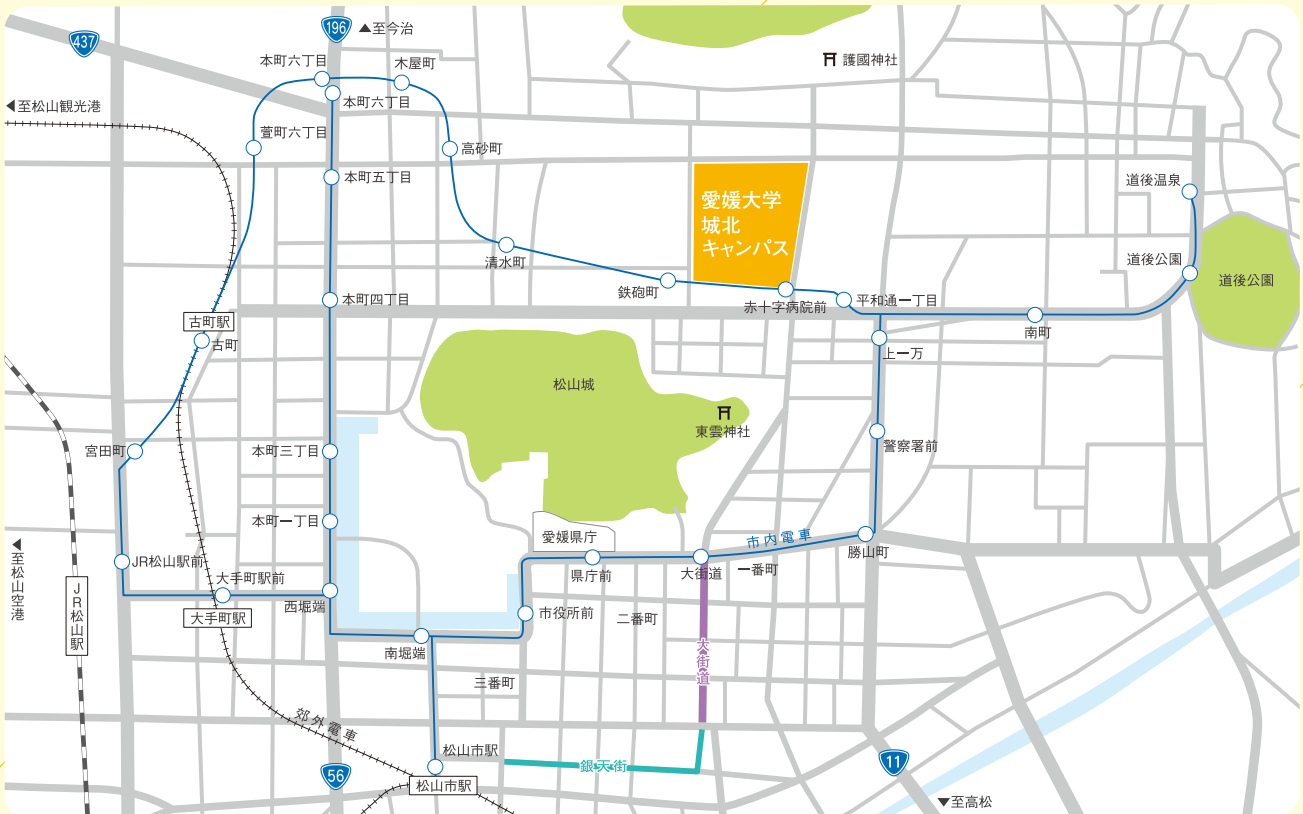 196
▲至今治
437
本町六丁目
木屋町
护國神社
◀至松山観光港
本町六丁目
萱町六丁目
高砂町
本町五丁目
道後温泉
愛媛大学
城北
キャンパス
清水町
道後公園
道後公園
鉄砲町
本町四丁目
赤十字病院前
平和通一丁目
古町駅
南町
古町
上一万
松山城
東雲神社
宮田町
本町三丁目
警察署前
本町一丁目
愛媛県庁
市内電車
勝山町
◀至松山空港
JR松山駅前
県庁前
大街道
一番町
大手町駅前
JR松山駅
西堀端
大手町駅
市役所前
二番町
南堀端
大街道
三番町
郊外電車
松山市駅
銀天街
56
松山市駅
11
▼至高松